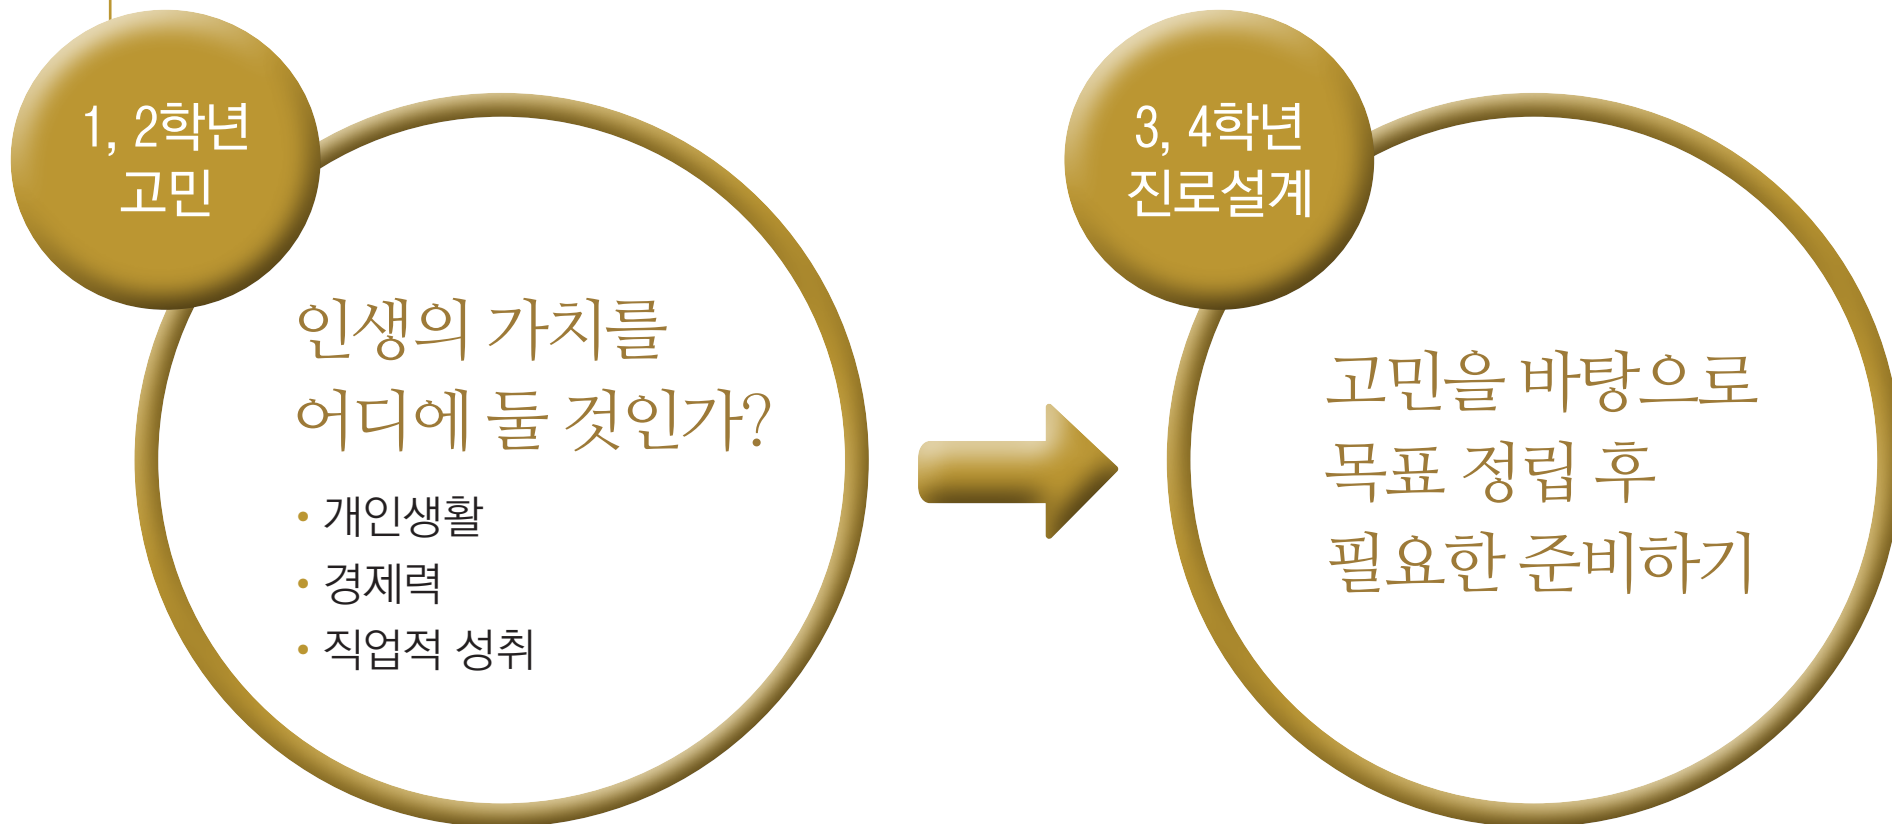 1, 2학년
고민
인생의 가치를
어디에 둘 것인가?
• 개인생활
• 경제력
• 직업적 성취
3, 4학년
진로설계
고민을 바탕으로
목표 정립 후
필요한 준비하기